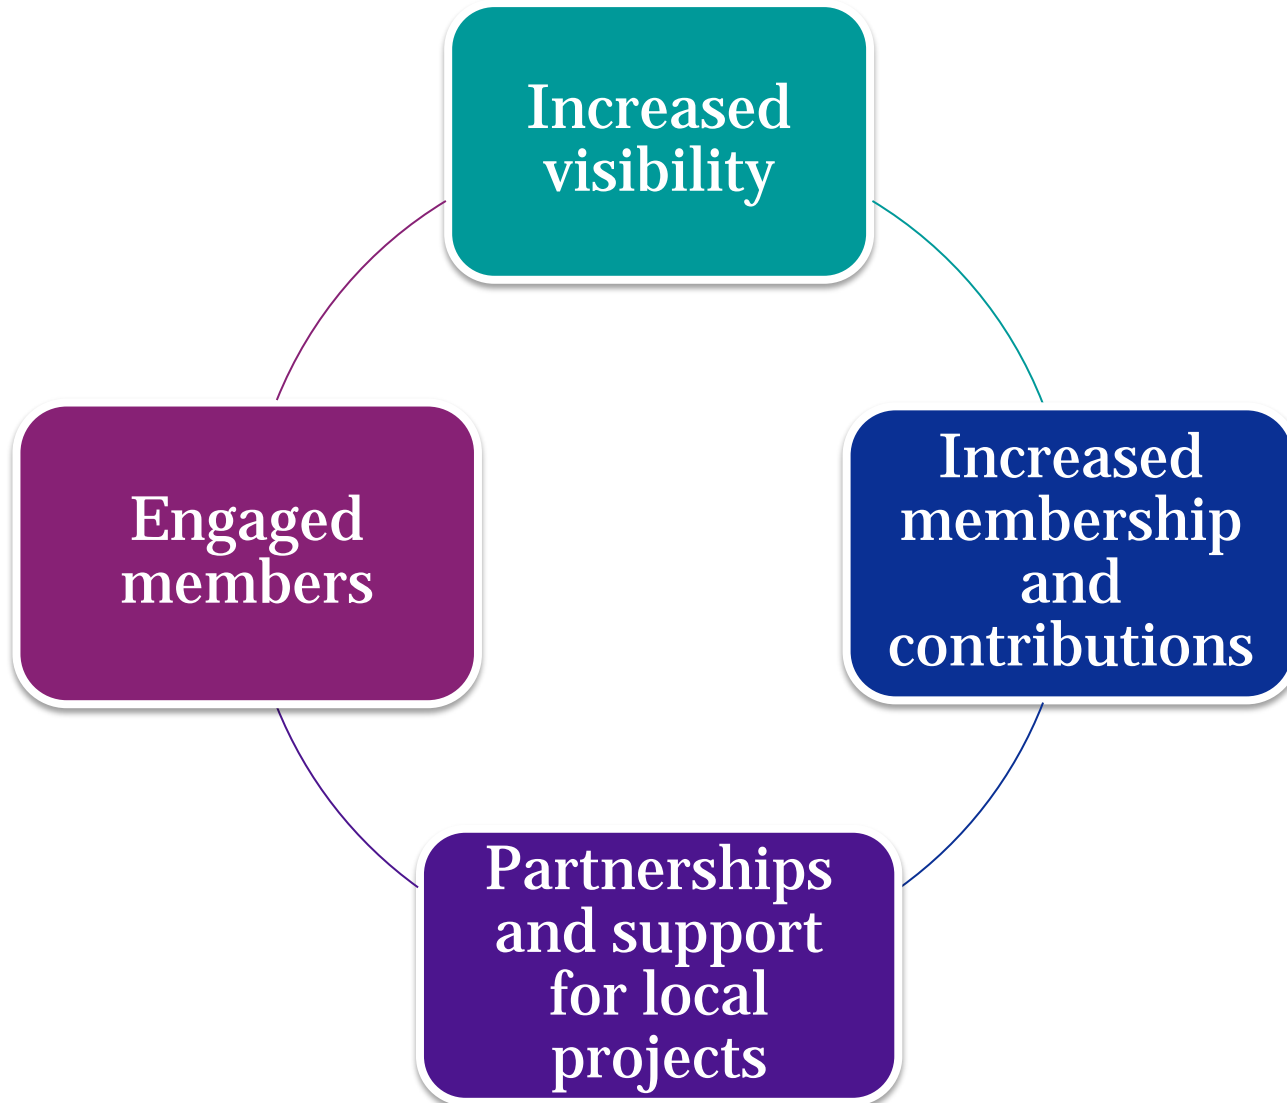 Increased
visibility
Engaged
members
Increased
membership
and
contributions
Partnerships
and support
for local
projects